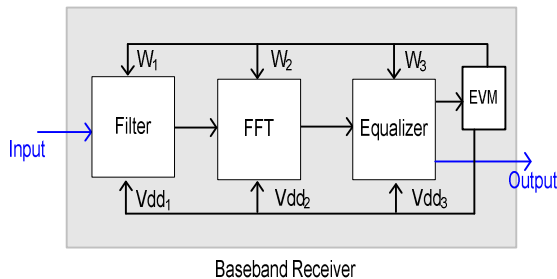 W₁ W₂ W₃
EVM
Filter FFT Equalizer
Input
Output
Vdd₁ Vdd₂ Vdd₃
Baseband Receiver